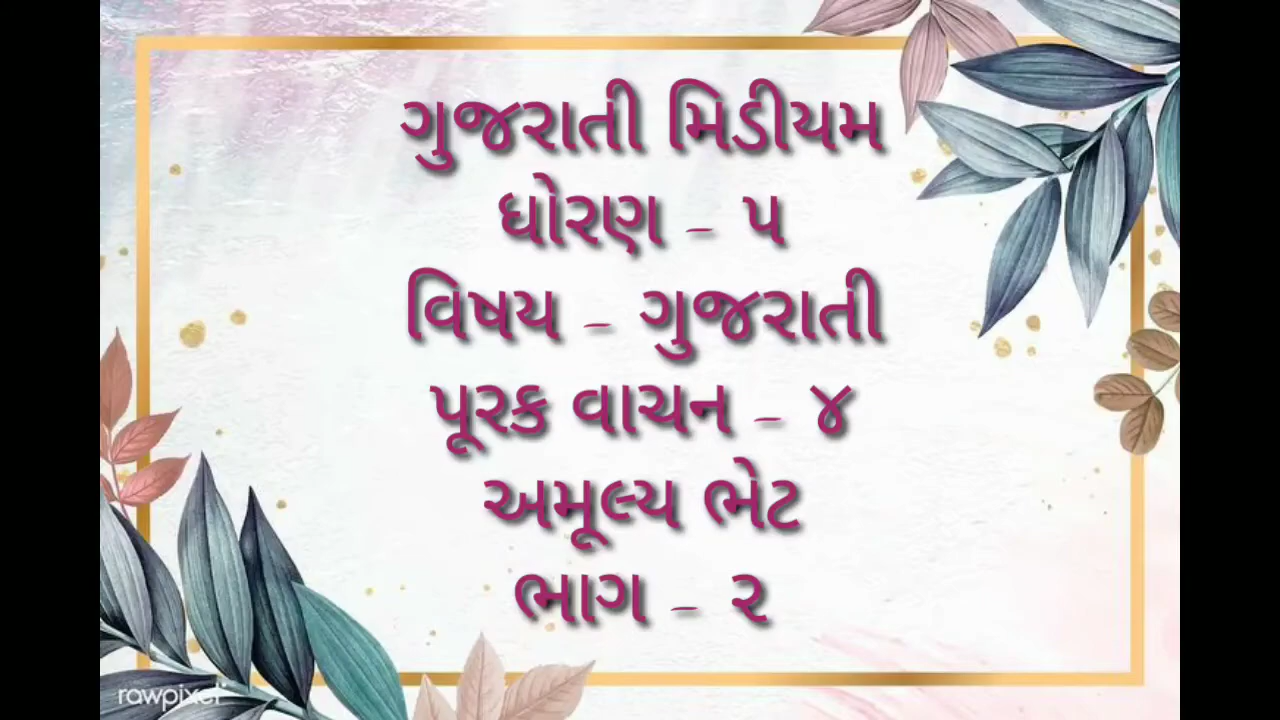 ગુજરાતી મિડીયમ
ધોરણ - ૫
વિષય - ગુજરાતી
પૂરક વાચન - ૪
અમૂલ્ય ભેટ
ભાગ - ૨
rawpixel